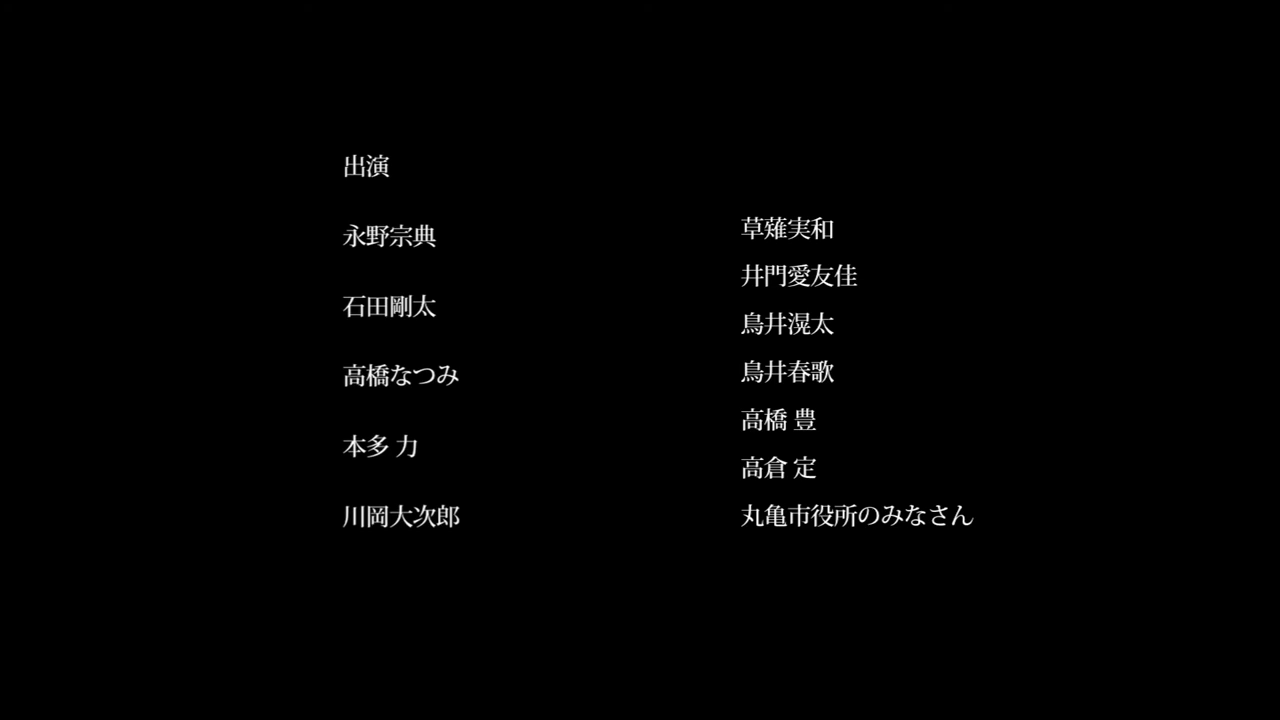 出演
永野宗典
石田剛太
高橋なつみ
本多 力
川岡大次郎
草薙実和
井門愛友佳
鳥井滉太
鳥井春歌
高橋 豊
高倉 定
丸亀市役所のみなさん